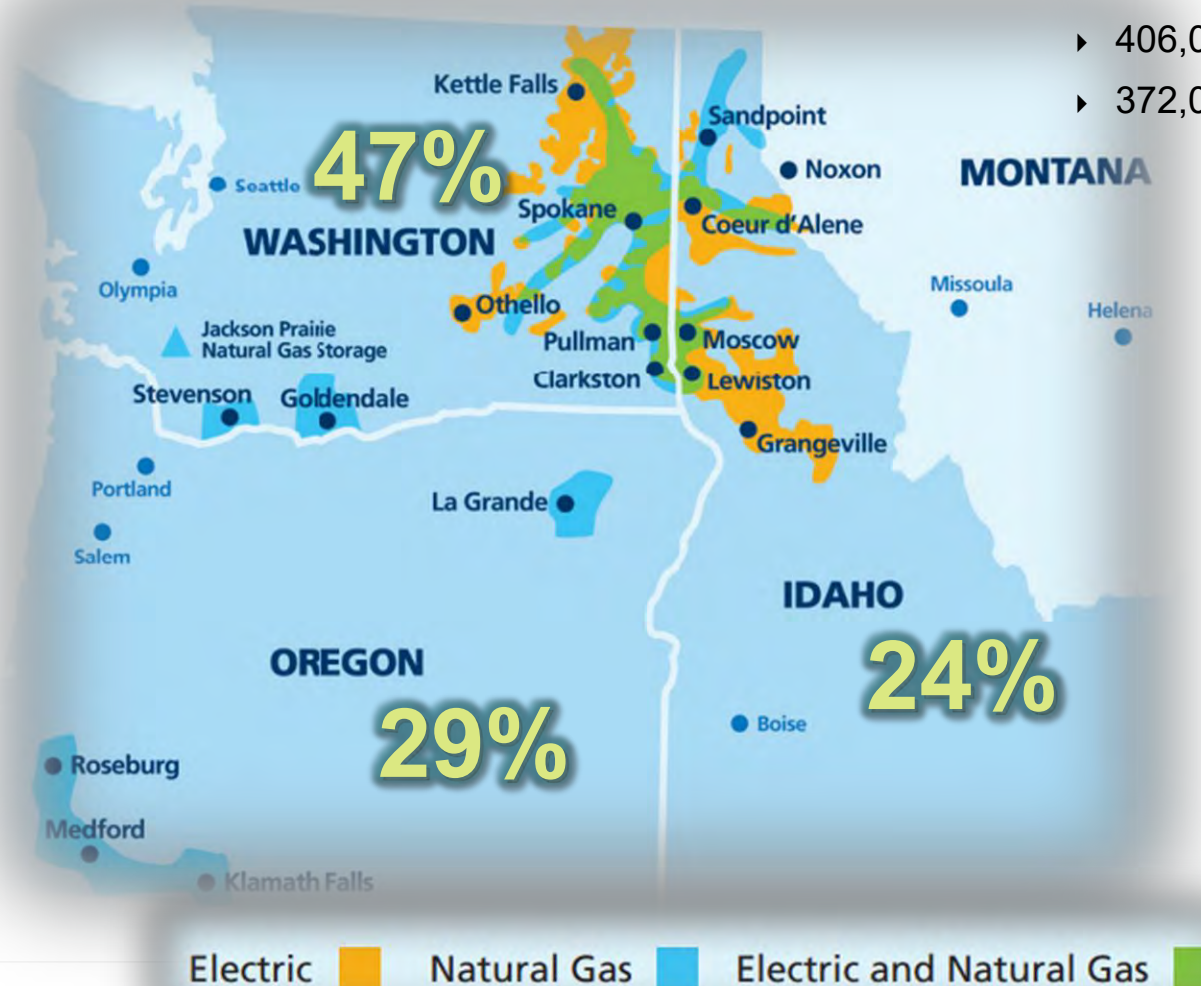 ▸ 406,0
▸ 372,0
Kettle Falls
Sandpoint
47%
Noxon
MONTANA
Seattle
Spokane
Coeur d'Alene
WASHINGTON
Olympia
Othello
Missoula
Helena
Jackson Prairie
Natural Gas Storage
Pullman
Moscow
Clarkston
Lewiston
Stevenson
Goldendale
Grangeville
Portland
La Grande
Salem
IDAHO
OREGON
24%
29%
Boise
Roseburg
Medford
Klamath Falls
Electric Natural Gas Electric and Natural Gas